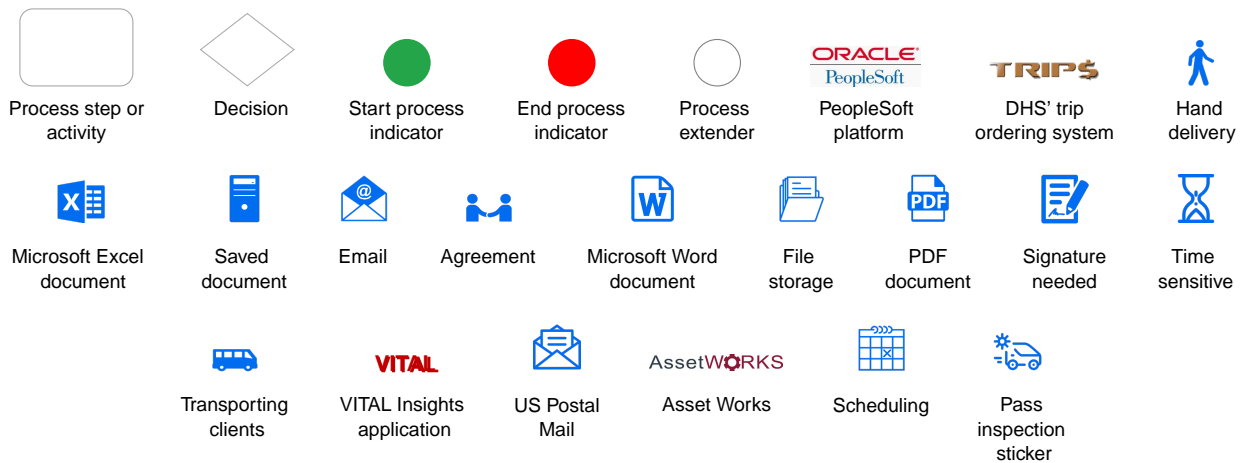 ORACLE
PeopleSoft
TRIP$
Process step or
activity
Decision
Start process
indicator
End process
indicator
Process
extender
PeopleSoft
platform
DHS' trip
ordering system
Hand
delivery
X
@
W
PDF
Microsoft Excel
document
Saved
document
Email
Agreement
Microsoft Word
document
File
storage
PDF
document
Signature
needed
Time
sensitive
VITAL
AssetWORKS
Transporting
clients
VITAL Insights
application
US Postal
Mail
Asset Works
Scheduling
Pass
inspection
sticker